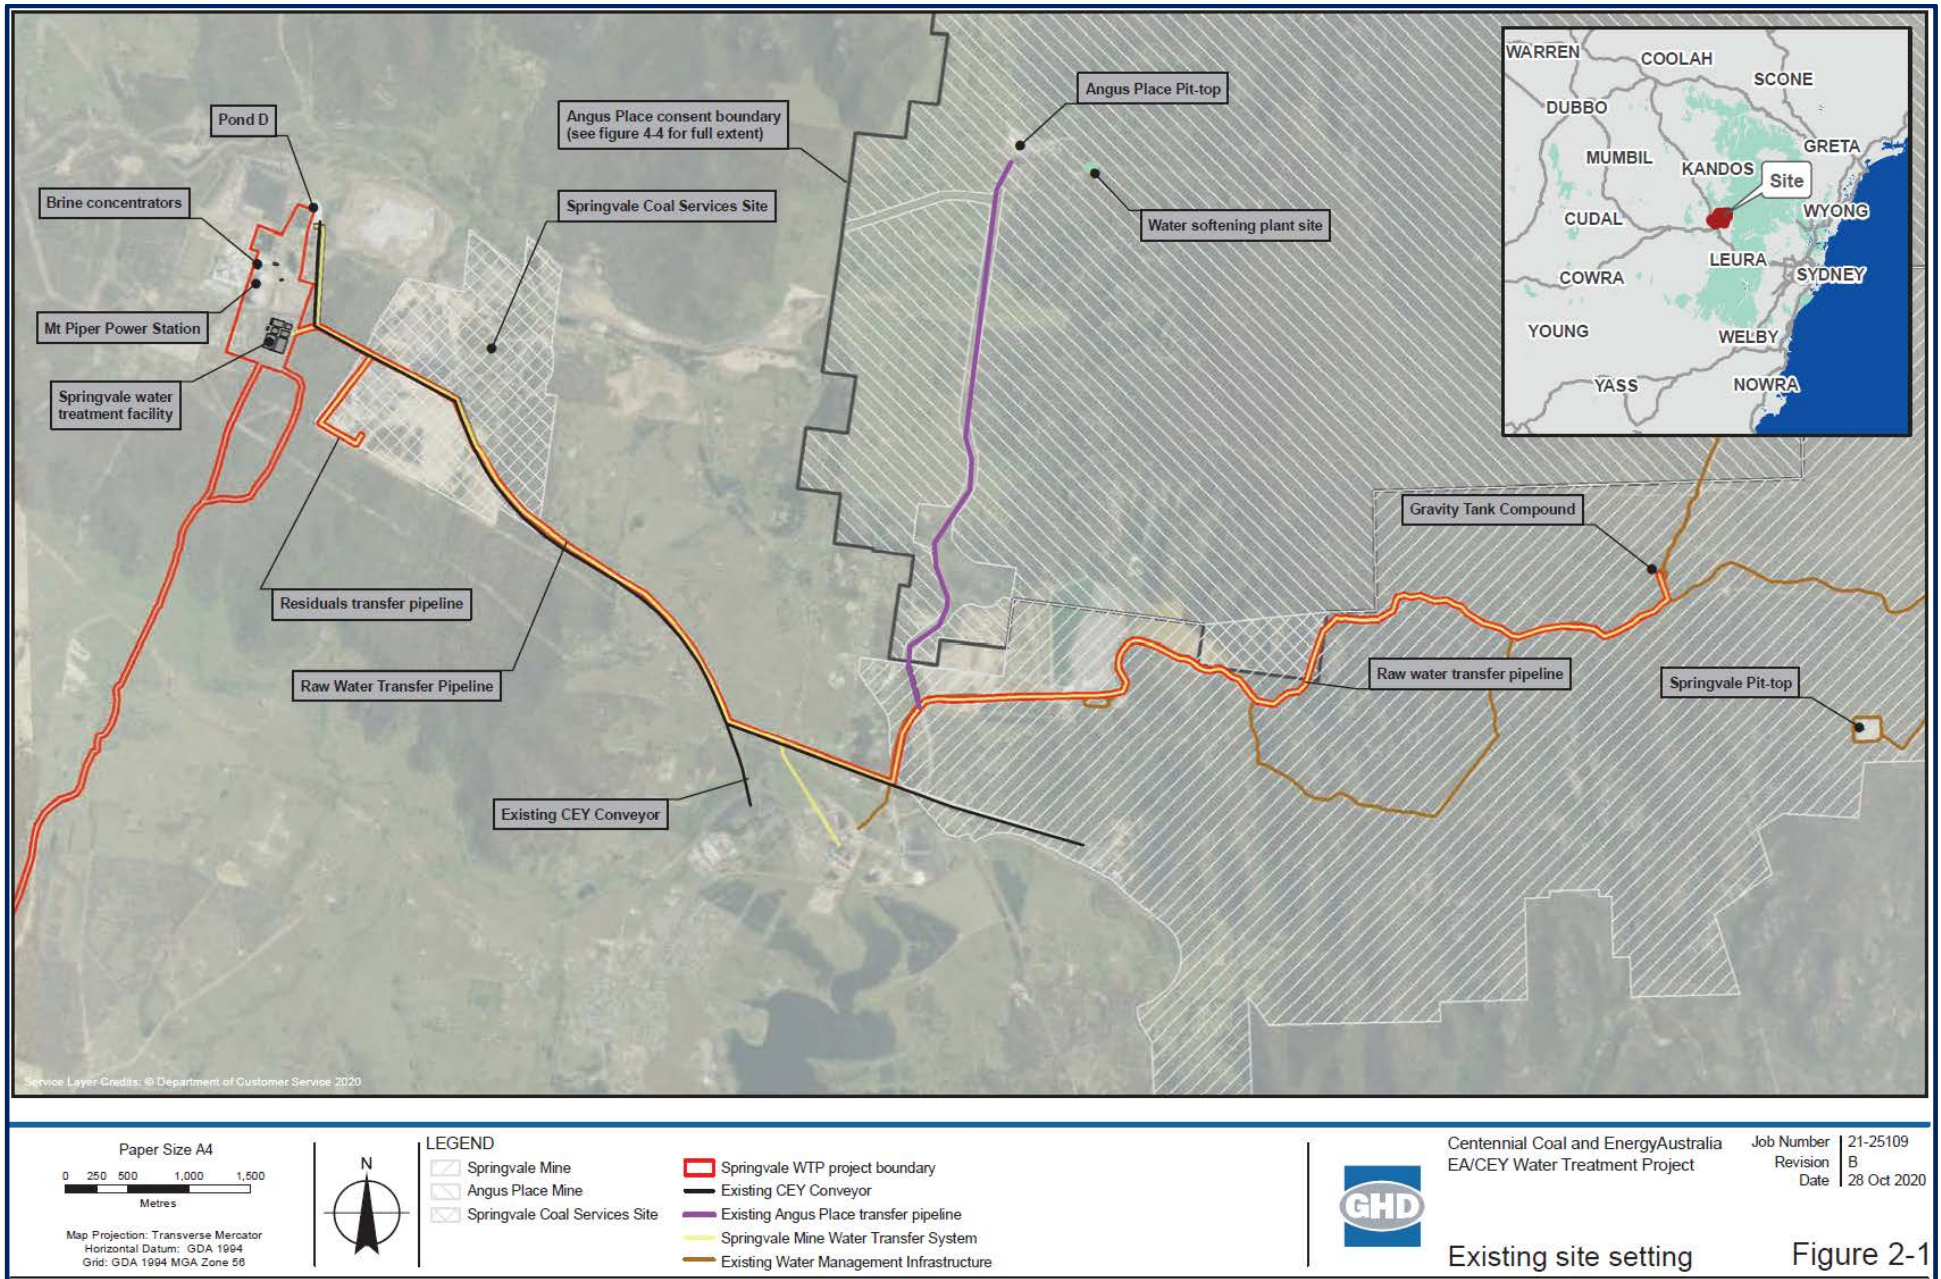 Pond D
Angus Place consent boundary
(see figure 4-4 for full extent)
Angus Place Pit-top
Brine concentrators
Springvale Coal Services Site
Water softening plant site
Mt Piper Power Station
Springvale water
treatment facility
Gravity Tank Compound
Residuals transfer pipeline
Raw Water Transfer Pipeline
Raw water transfer pipeline
Springvale Pit-top
Existing CEY Conveyor
WARREN
COOLAH
SCONE
DUBBO
GRETA
MUMBIL
KANDOS
Site
CUDAL
WYONG
LEURA
SYDNEY
COWRA
YOUNG
WELBY
YASS
NOWRA
Service Layer Credits: © Department of Customer Service 2020
Paper Size A4
0 250 500 1,000 1,500
Metres
Map Projection: Transverse Mercator
Horizontal Datum: GDA 1994
Grid: GDA 1994 MGA Zone 56
N
LEGEND
Springvale Mine
Angus Place Mine
Springvale Coal Services Site
Springvale WTP project boundary
Existing CEY Conveyor
Existing Angus Place transfer pipeline
Springvale Mine Water Transfer System
Existing Water Management Infrastructure
GHD
Centennial Coal and EnergyAustralia
EA/CEY Water Treatment Project
Job Number 21-25109
Revision B
Date 28 Oct 2020
Existing site setting
Figure 2-1